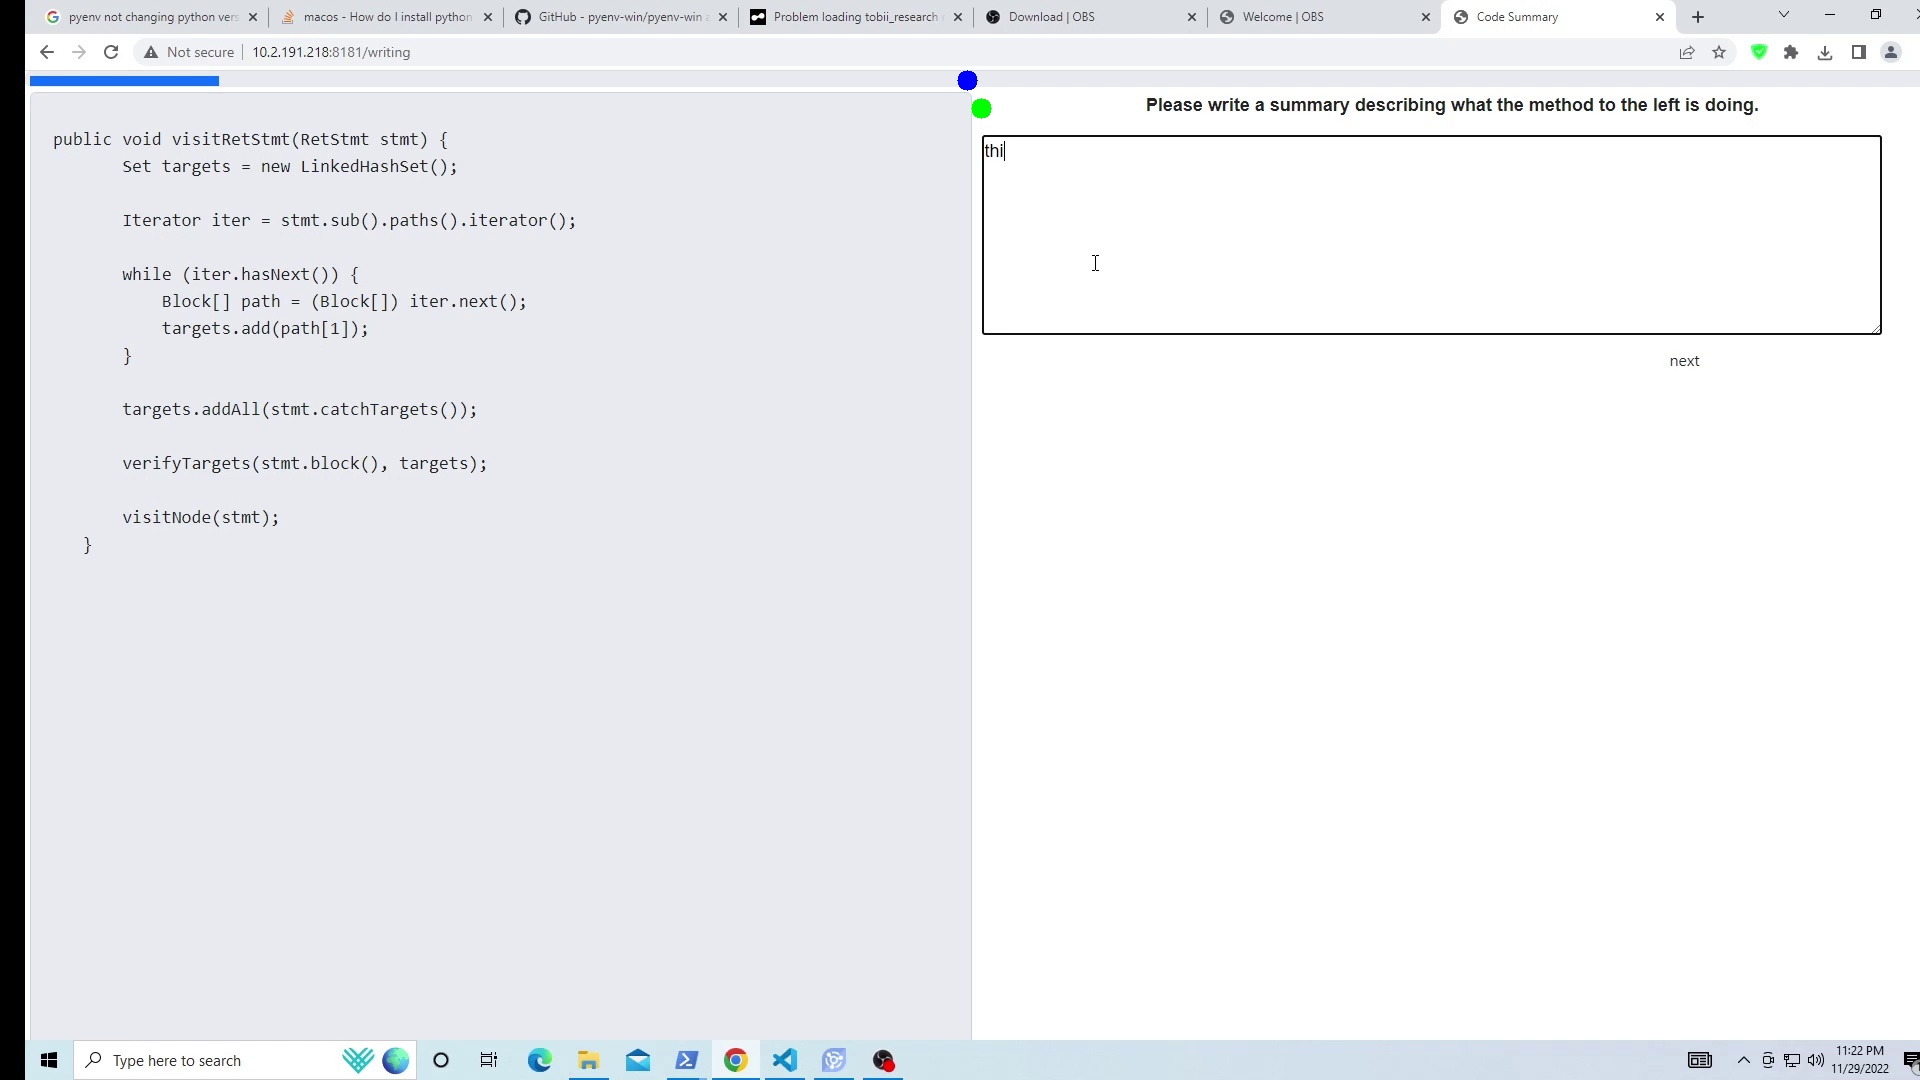 pyenv not changing python vers
macos - How do I install python
GitHub - pyenv-win/pyenv-win
Problem loading tobii_research
Download | OBS
Welcome | OBS
Code Summary
Not secure
10.2.191.218:8181/writing
Please write a summary describing what the method to the left is doing.
public void visitRetStmt(RetStmt stmt) {
Set targets = new LinkedHashSet();
Iterator iter = stmt.sub().paths().iterator();
while (iter.hasNext()) {
Block[] path = (Block[]) iter.next();
targets.add(path[1]);
}
targets.addAll(stmt.catchTargets());
verifyTargets(stmt.block(), targets);
visitNode(stmt);
}
thi
next
Type here to search
11:22 PM
11/29/2022